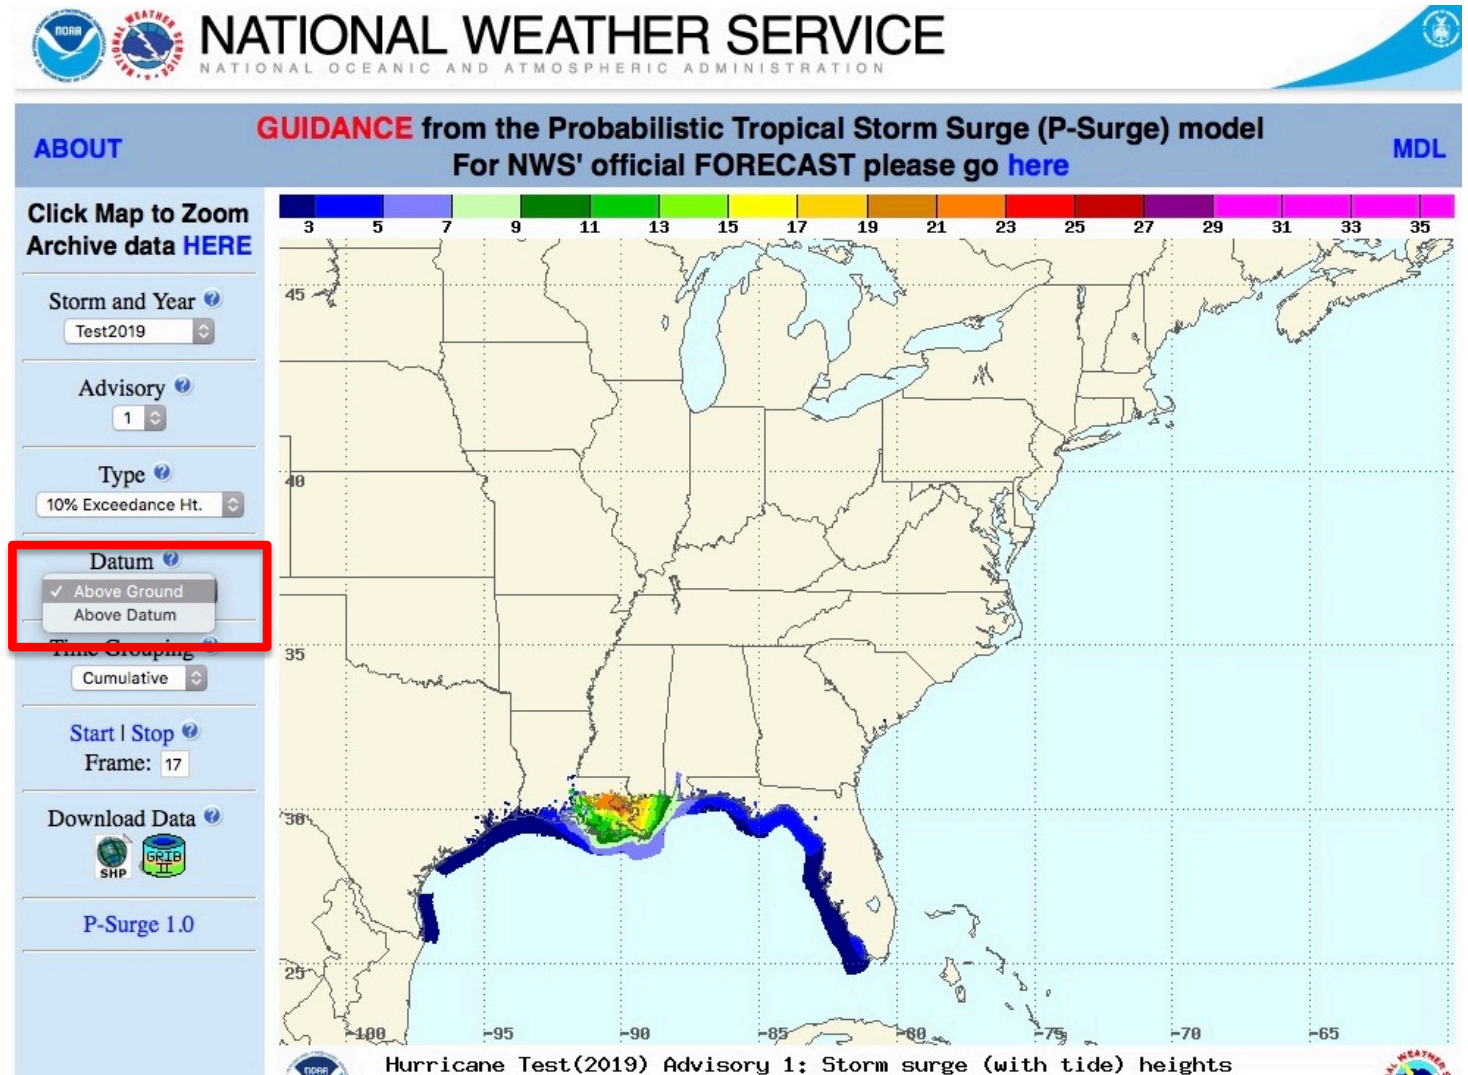 NOAA
NATIONAL WEATHER SERVICE
NATIONAL OCEANIC AND ATMOSPHERIC ADMINISTRATION
ABOUT
GUIDANCE from the Probabilistic Tropical Storm Surge (P-Surge) model
For NWS' official FORECAST please go here
MDL
Click Map to Zoom
Archive data HERE
Storm and Year ?
Test2019
Advisory ?
1
Type ?
10% Exceedance Ht.
Datum ?
✓ Above Ground
Above Datum
Time Grouping ?
Cumulative
Start | Stop ?
Frame: 17
Download Data ?
SHP
GRIB
II
P-Surge 1.0
3 5 7 9 11 13 15 17 19 21 23 25 27 29 31 33 35
45
40
35
30
25
-100 -95 -90 -85 -80 -75 -70 -65
NOAA
Hurricane Test(2019) Advisory 1: Storm surge (with tide) heights